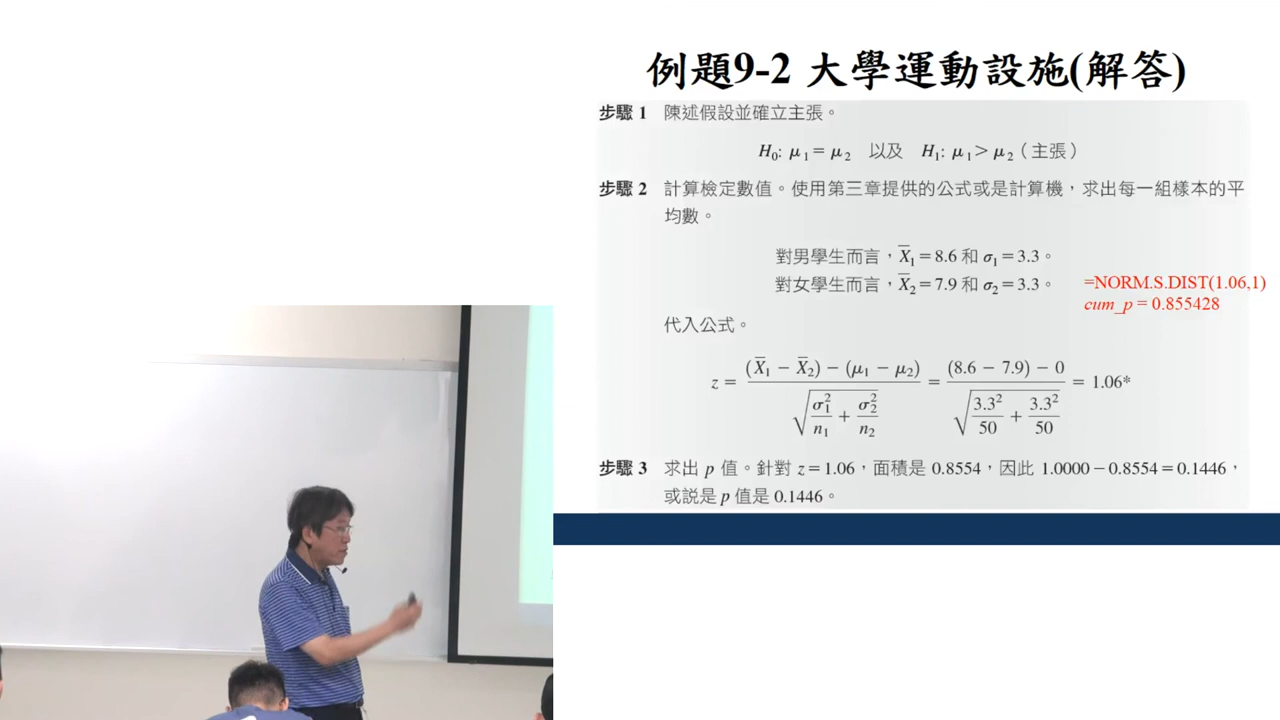 例題9-2 大學運動設施(解答)
步驟 1 陳述假設並確立主張。
H₀: μ₁ = μ₂ 以及 H₁: μ₁ > μ₂（主張）
步驟 2 計算檢定數值。使用第三章提供的公式或是計算機，求出每一組樣本的平
均數。
對男學生而言，X̄₁ = 8.6 和 σ₁ = 3.3。
對女學生而言，X̄₂ = 7.9 和 σ₂ = 3.3。
=NORM.S.DIST(1.06,1)
cum_p = 0.855428
代入公式。
z = ((X̄₁ − X̄₂) − (μ₁ − μ₂)) / √(σ₁²/n₁ + σ₂²/n₂) = ((8.6 − 7.9) − 0) / √(3.3²/50 + 3.3²/50) = 1.06*
步驟 3 求出 p 值。針對 z = 1.06，面積是 0.8554，因此 1.0000 − 0.8554 = 0.1446，
或說是 p 值是 0.1446。